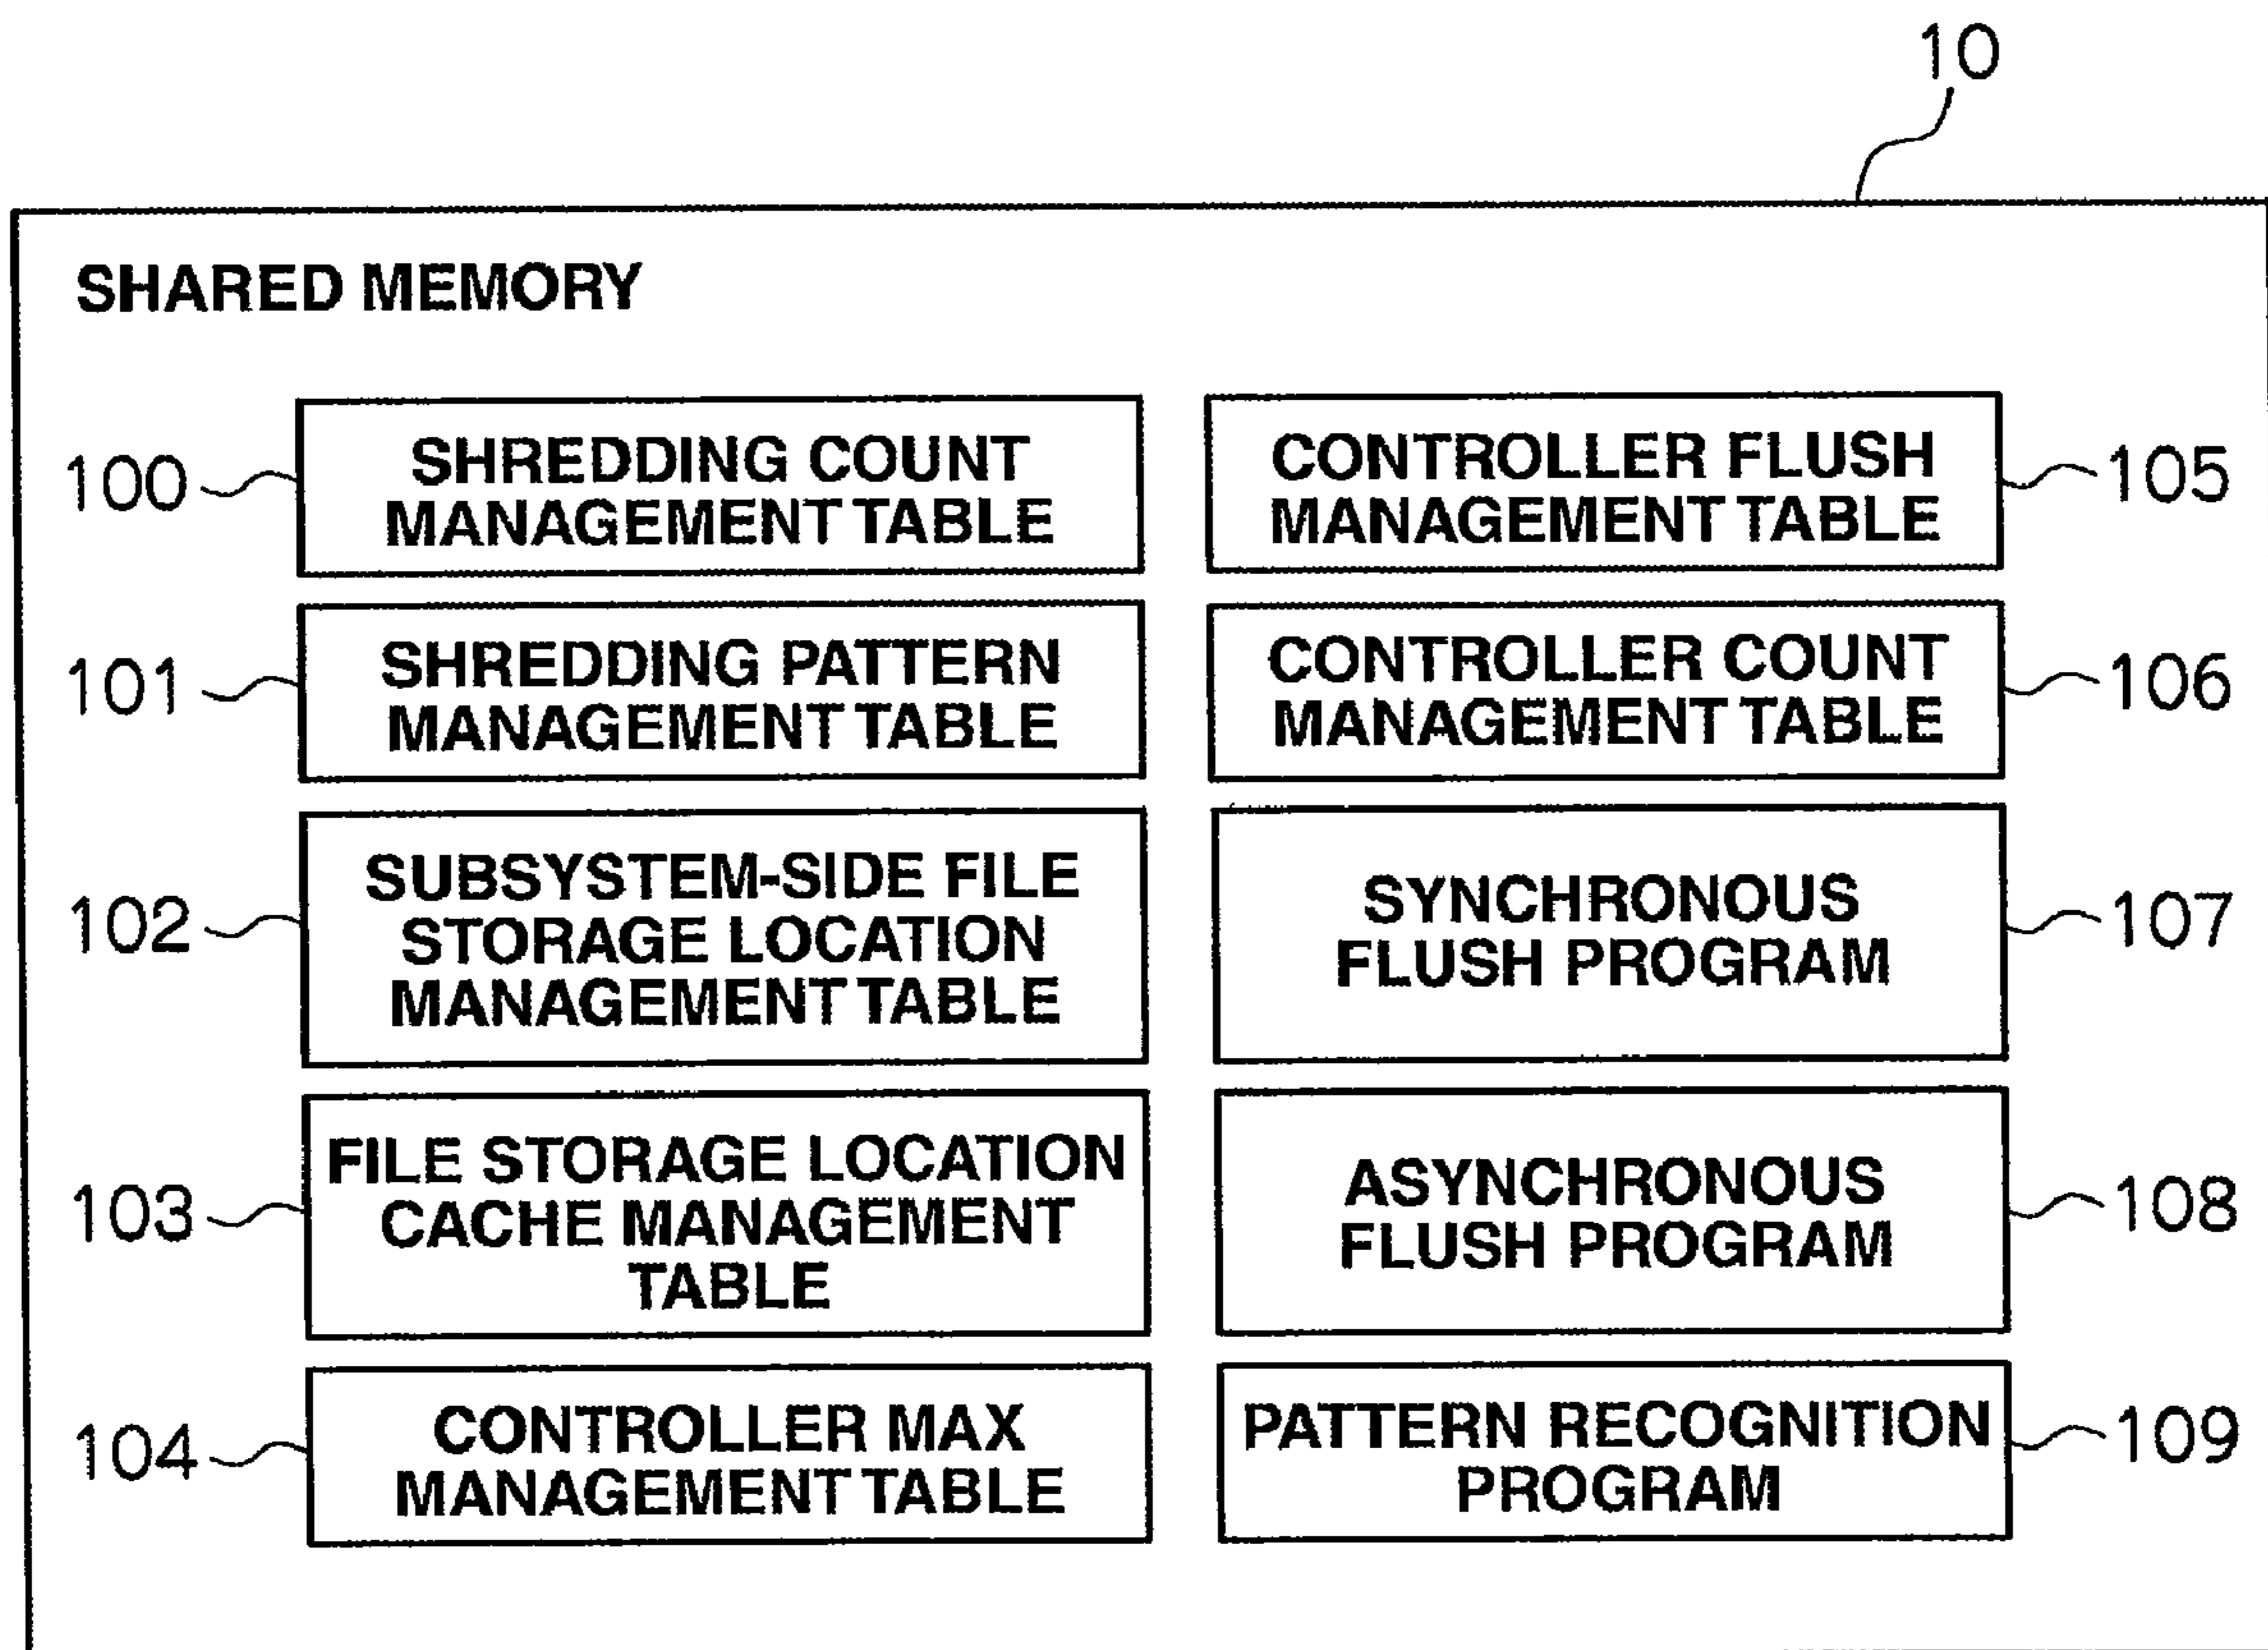 10
SHARED MEMORY
100
SHREDDING COUNT
MANAGEMENT TABLE
101
SHREDDING PATTERN
MANAGEMENT TABLE
102
SUBSYSTEM-SIDE FILE
STORAGE LOCATION
MANAGEMENT TABLE
103
FILE STORAGE LOCATION
CACHE MANAGEMENT
TABLE
104
CONTROLLER MAX
MANAGEMENT TABLE
CONTROLLER FLUSH
MANAGEMENT TABLE
105
CONTROLLER COUNT
MANAGEMENT TABLE
106
SYNCHRONOUS
FLUSH PROGRAM
107
ASYNCHRONOUS
FLUSH PROGRAM
108
PATTERN RECOGNITION
PROGRAM
109